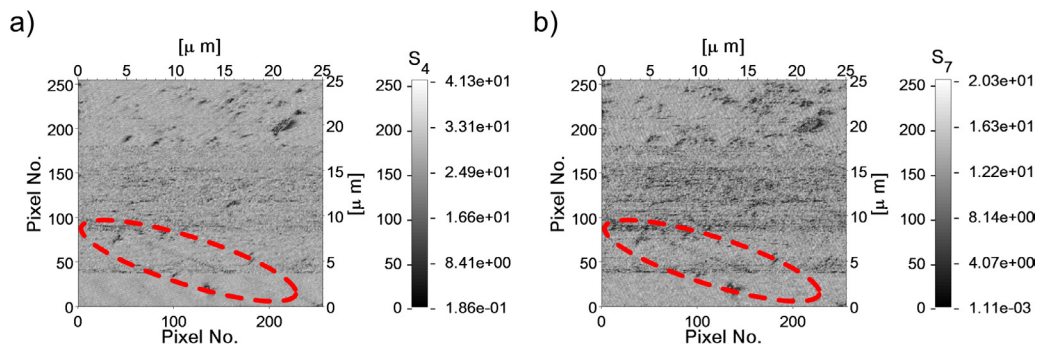 a)
[μ m]
0 5 10 15 20 25
S4
250
200
150
100
50
0
Pixel No.
25
20
15
10
5
0
[μ m]
250
200
150
100
50
0
4.13e+01
3.31e+01
2.49e+01
1.66e+01
8.41e+00
1.86e-01
0 100 200
Pixel No.
b)
[μ m]
0 5 10 15 20 25
S7
250
200
150
100
50
0
Pixel No.
25
20
15
10
5
0
[μ m]
250
200
150
100
50
0
2.03e+01
1.63e+01
1.22e+01
8.14e+00
4.07e+00
1.11e-03
0 100 200
Pixel No.